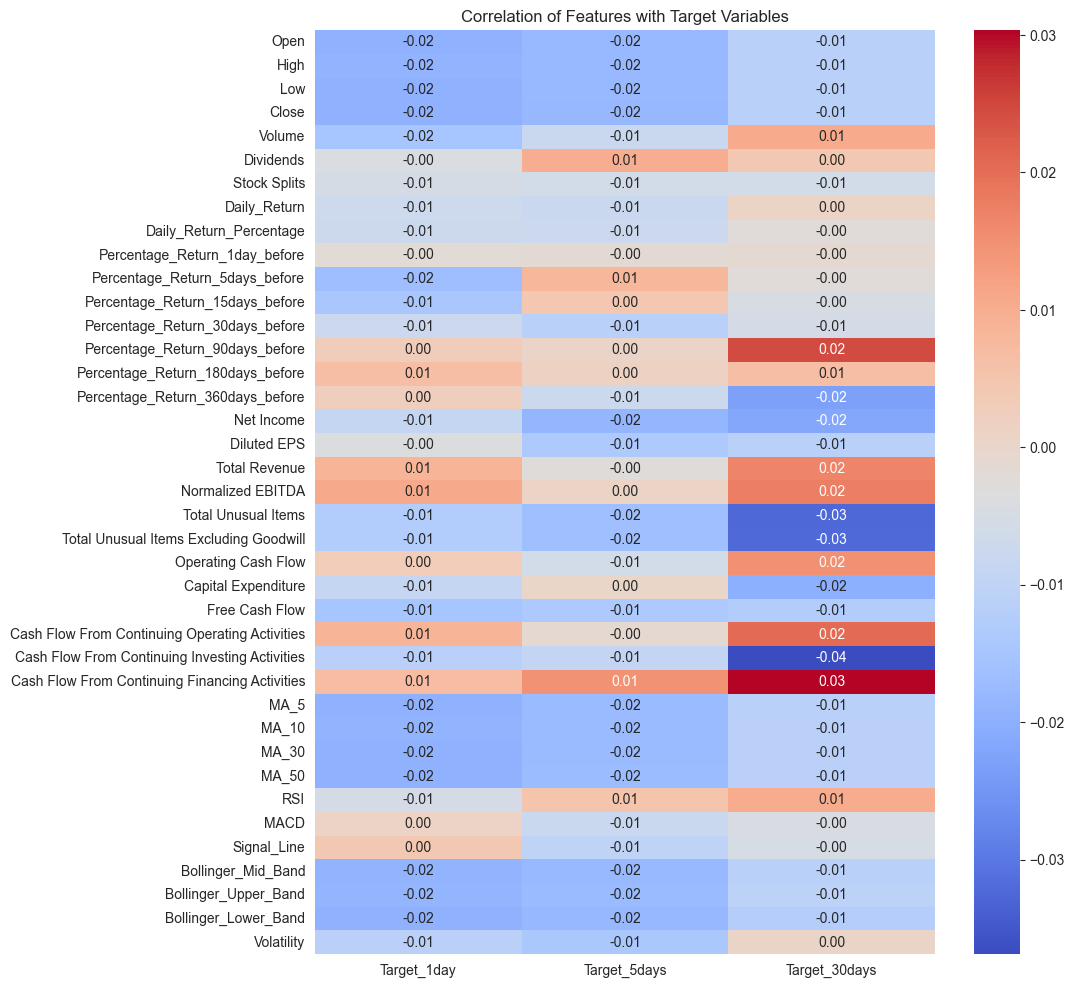 Correlation of Features with Target Variables
Open -0.02 -0.02 -0.01
High -0.02 -0.02 -0.01
Low -0.02 -0.02 -0.01
Close -0.02 -0.02 -0.01
Volume -0.02 -0.01 0.01
Dividends -0.00 0.01 0.00
Stock Splits -0.01 -0.01 -0.01
Daily_Return -0.01 -0.01 0.00
Daily_Return_Percentage -0.01 -0.01 -0.00
Percentage_Return_1day_before -0.00 -0.00 -0.00
Percentage_Return_5days_before -0.02 0.01 -0.00
Percentage_Return_15days_before -0.01 0.00 -0.00
Percentage_Return_30days_before -0.01 -0.01 -0.01
Percentage_Return_90days_before 0.00 0.00 0.02
Percentage_Return_180days_before 0.01 0.00 0.01
Percentage_Return_360days_before 0.00 -0.01 -0.02
Net Income -0.01 -0.02 -0.02
Diluted EPS -0.00 -0.01 -0.01
Total Revenue 0.01 -0.00 0.02
Normalized EBITDA 0.01 0.00 0.02
Total Unusual Items -0.01 -0.02 -0.03
Total Unusual Items Excluding Goodwill -0.01 -0.02 -0.03
Operating Cash Flow 0.00 -0.01 0.02
Capital Expenditure -0.01 0.00 -0.02
Free Cash Flow -0.01 -0.01 -0.01
Cash Flow From Continuing Operating Activities 0.01 -0.00 0.02
Cash Flow From Continuing Investing Activities -0.01 -0.01 -0.04
Cash Flow From Continuing Financing Activities 0.01 0.01 0.03
MA_5 -0.02 -0.02 -0.01
MA_10 -0.02 -0.02 -0.01
MA_30 -0.02 -0.02 -0.01
MA_50 -0.02 -0.02 -0.01
RSI -0.01 0.01 0.01
MACD 0.00 -0.01 -0.00
Signal_Line 0.00 -0.01 -0.00
Bollinger_Mid_Band -0.02 -0.02 -0.01
Bollinger_Upper_Band -0.02 -0.02 -0.01
Bollinger_Lower_Band -0.02 -0.02 -0.01
Volatility -0.01 -0.01 0.00
Target_1day Target_5days Target_30days
0.03
0.02
0.01
0.00
−0.01
−0.02
−0.03